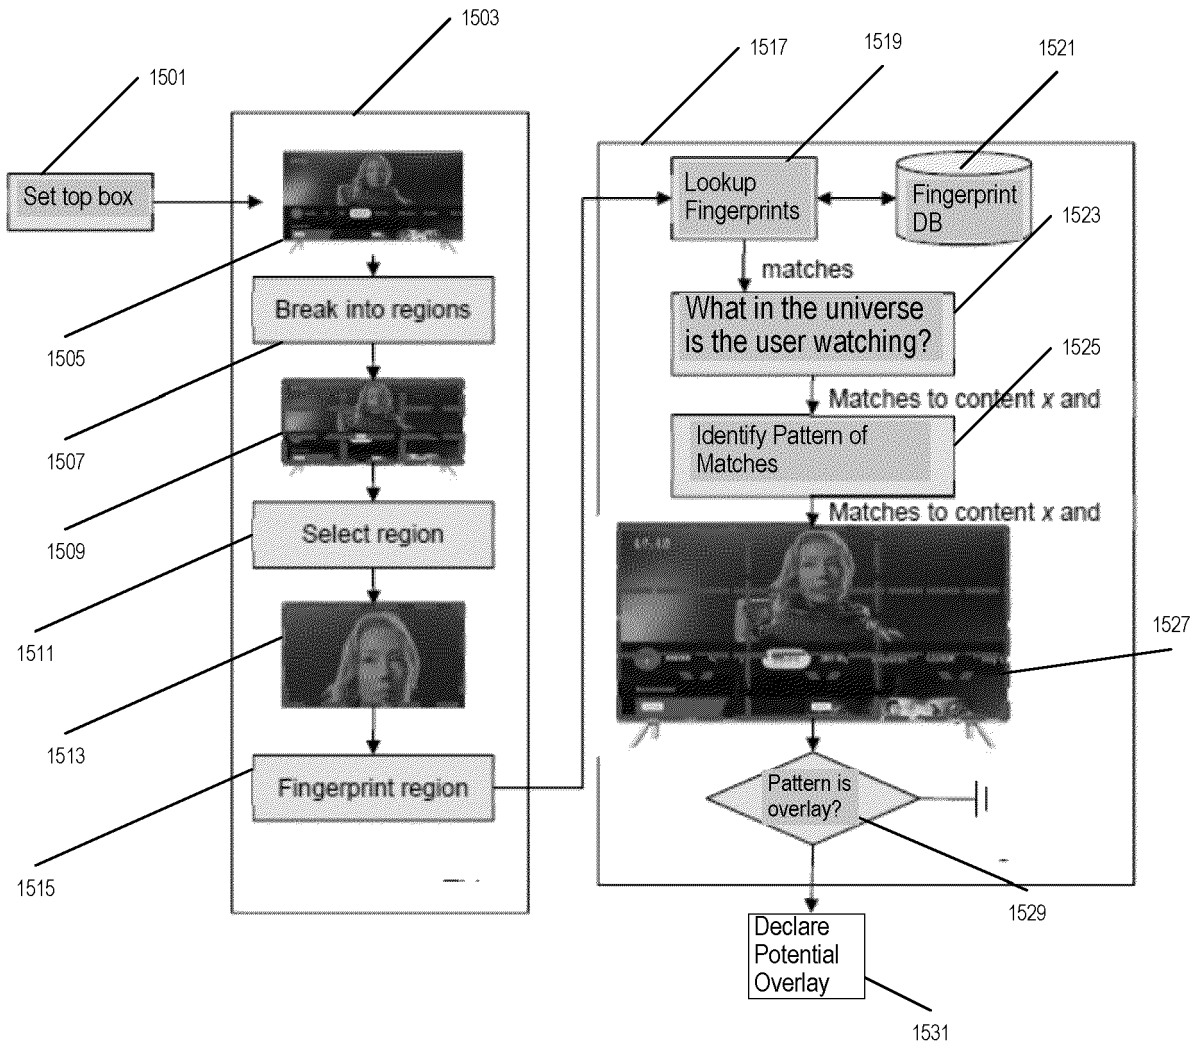 1503
1517
1519
1521
1501
Set top box
Lookup
Fingerprints
Fingerprint
DB
1523
matches
What in the universe
is the user watching?
Break into regions
1505
1525
Matches to content x and
Identify Pattern of
Matches
1507
Matches to content x and
Select region
1509
1511
1527
1513
Fingerprint region
Pattern is
overlay?
1515
1529
Declare
Potential
Overlay
1531